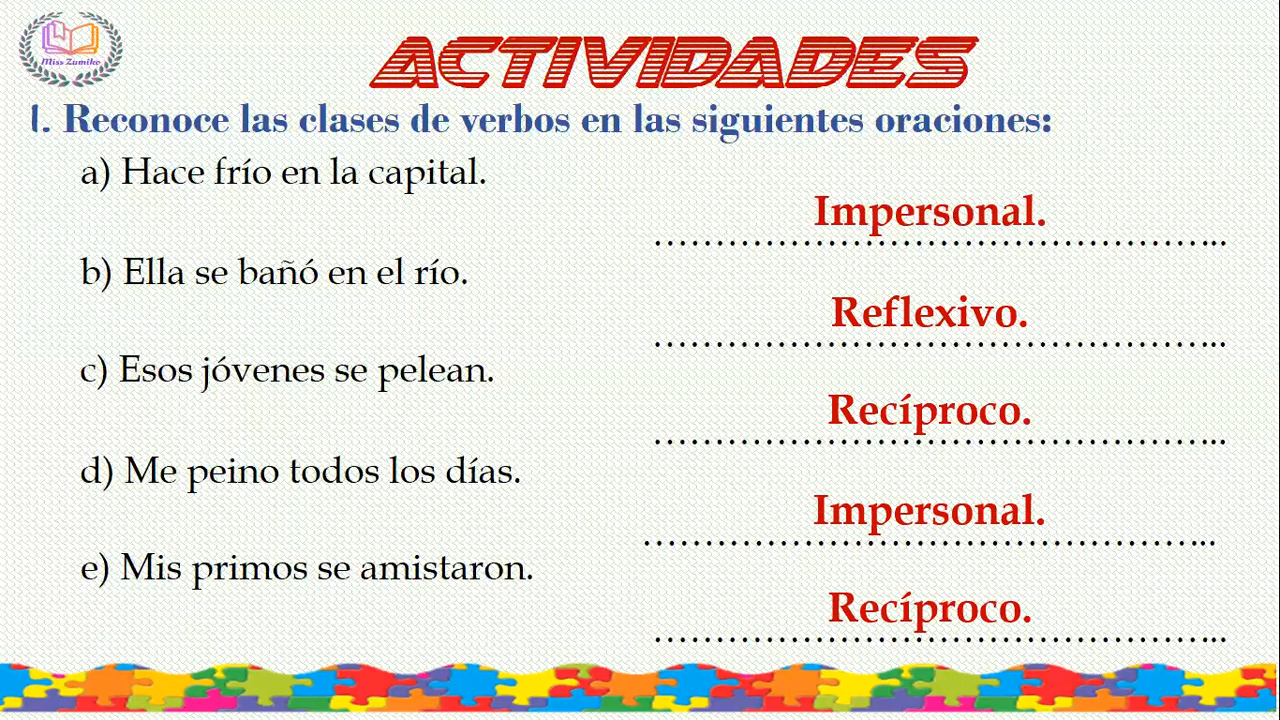 Miss Zumiko
ACTIVIDADES
I. Reconoce las clases de verbos en las siguientes oraciones:
a) Hace frío en la capital.
Impersonal.
b) Ella se bañó en el río.
Reflexivo.
c) Esos jóvenes se pelean.
Recíproco.
d) Me peino todos los días.
Impersonal.
e) Mis primos se amistaron.
Recíproco.